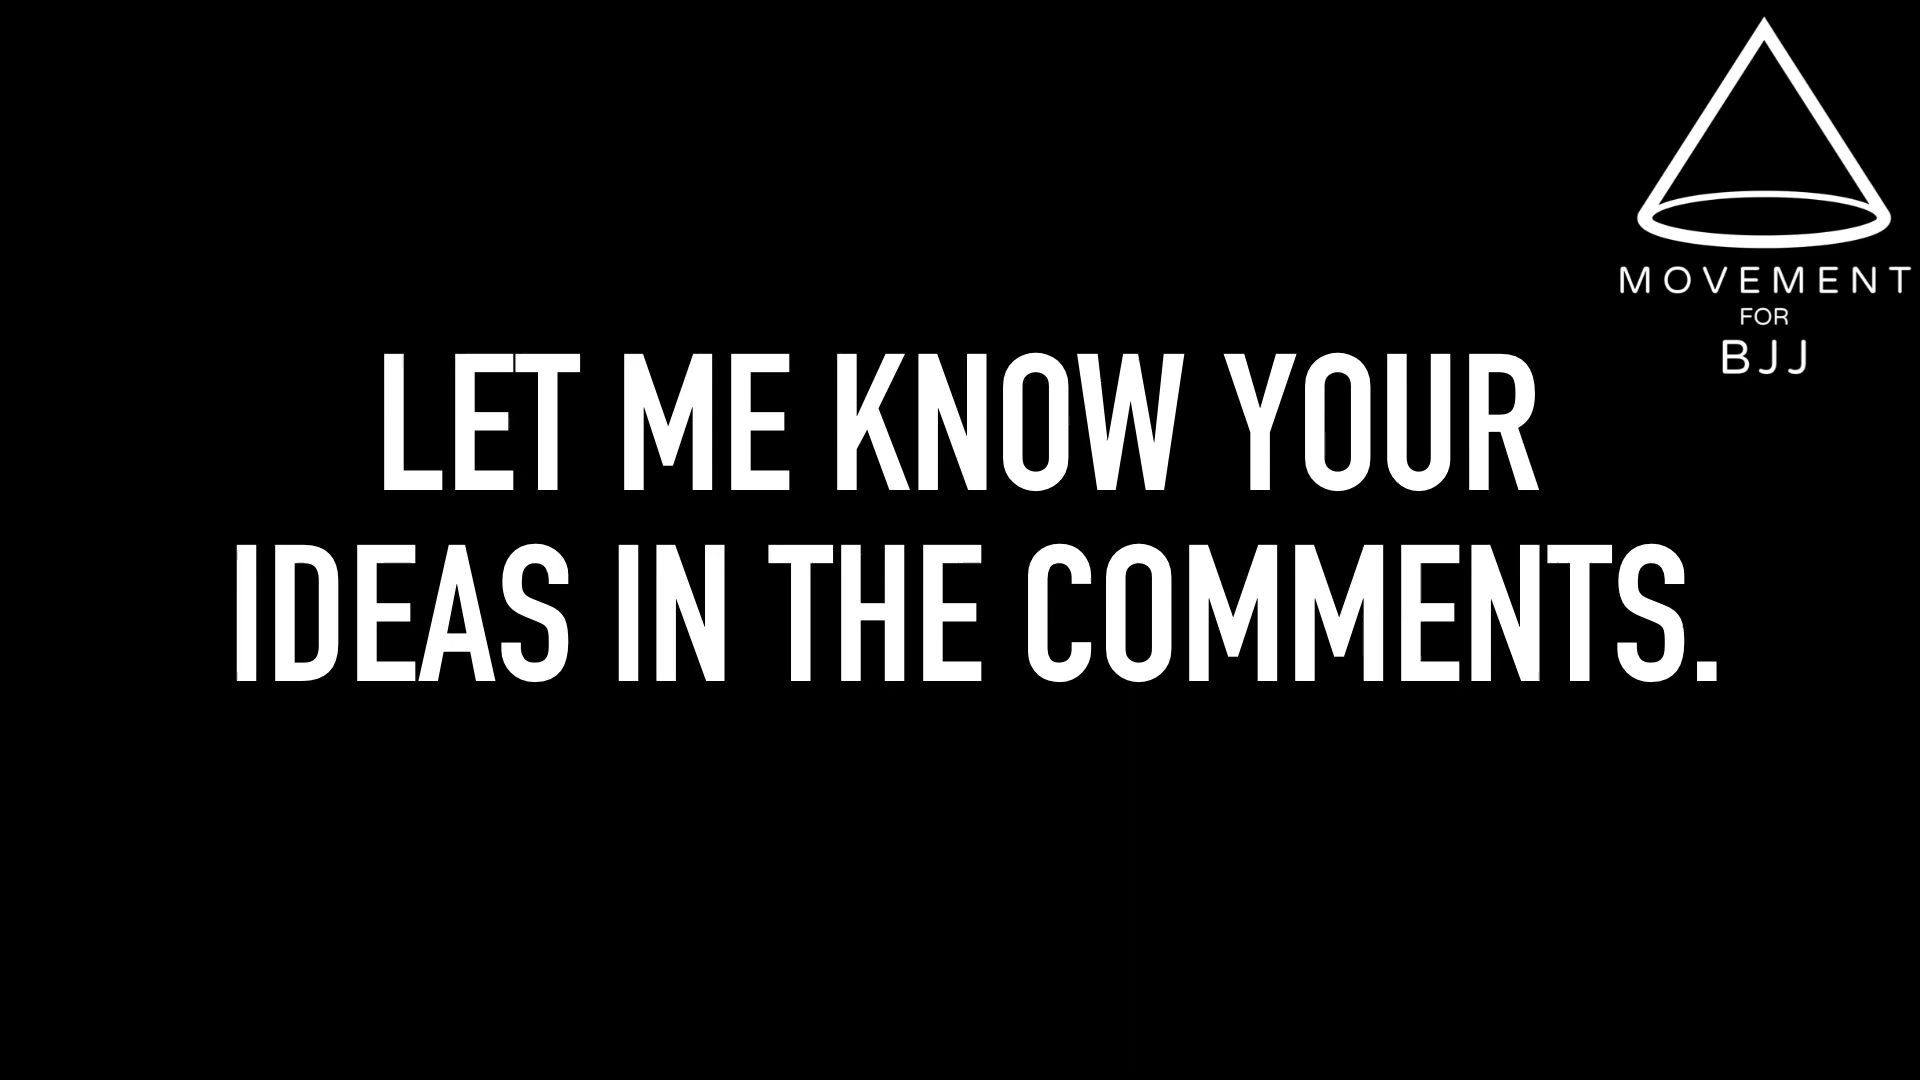 MOVEMENT
FOR
BJJ
LET ME KNOW YOUR
IDEAS IN THE COMMENTS.